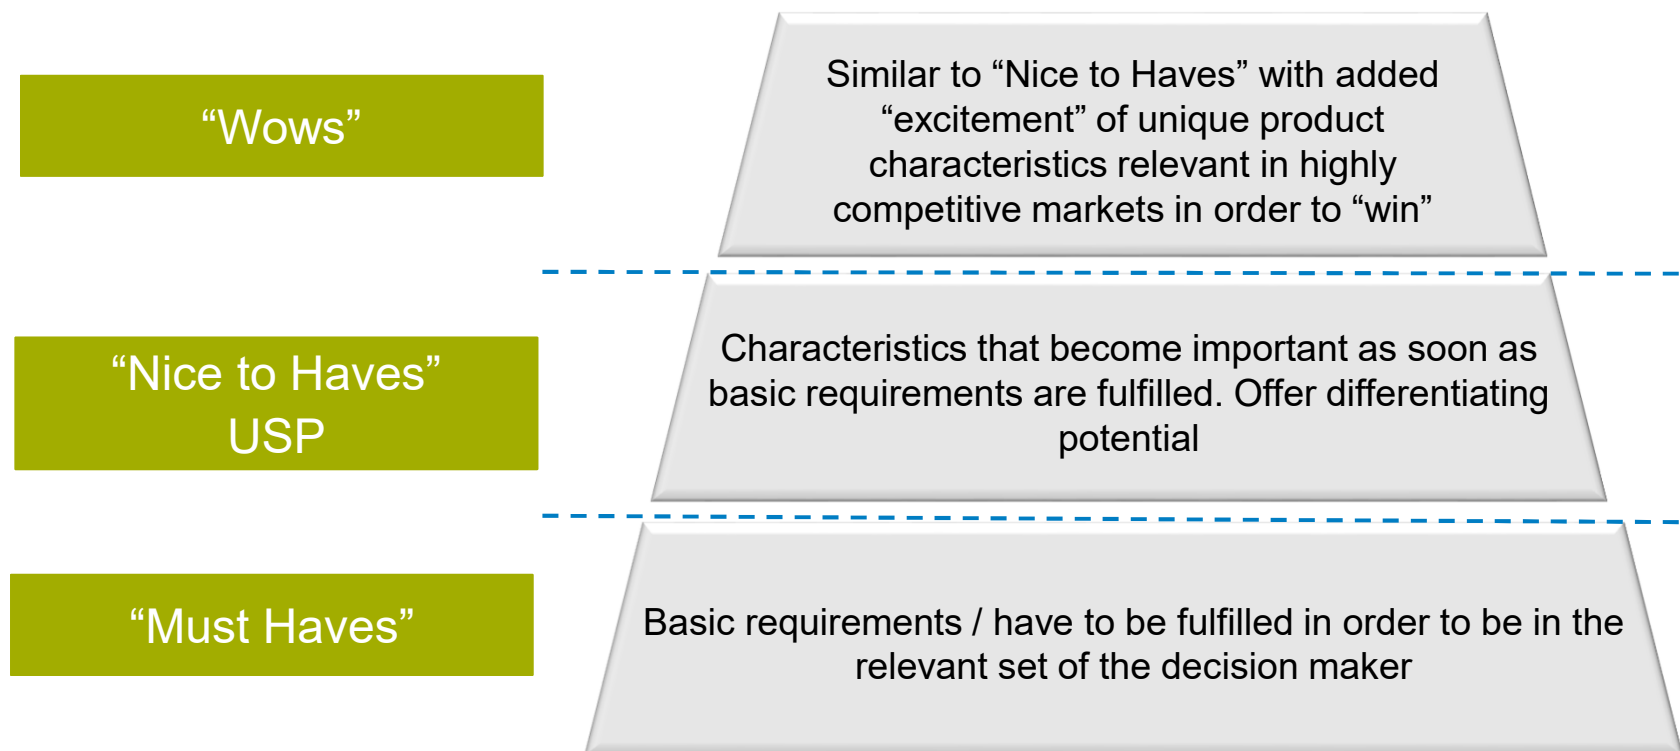 “Wows”
Similar to “Nice to Haves” with added
“excitement” of unique product
characteristics relevant in highly
competitive markets in order to “win”
“Nice to Haves”
USP
Characteristics that become important as soon as
basic requirements are fulfilled. Offer differentiating
potential
“Must Haves”
Basic requirements / have to be fulfilled in order to be in the
relevant set of the decision maker